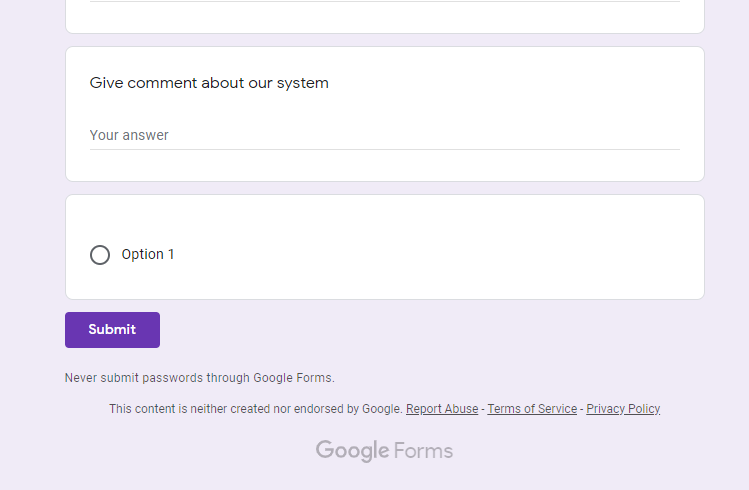 Give comment about our system
Your answer
Option 1
Submit
Never submit passwords through Google Forms.
This content is neither created nor endorsed by Google. Report Abuse - Terms of Service - Privacy Policy
Google Forms